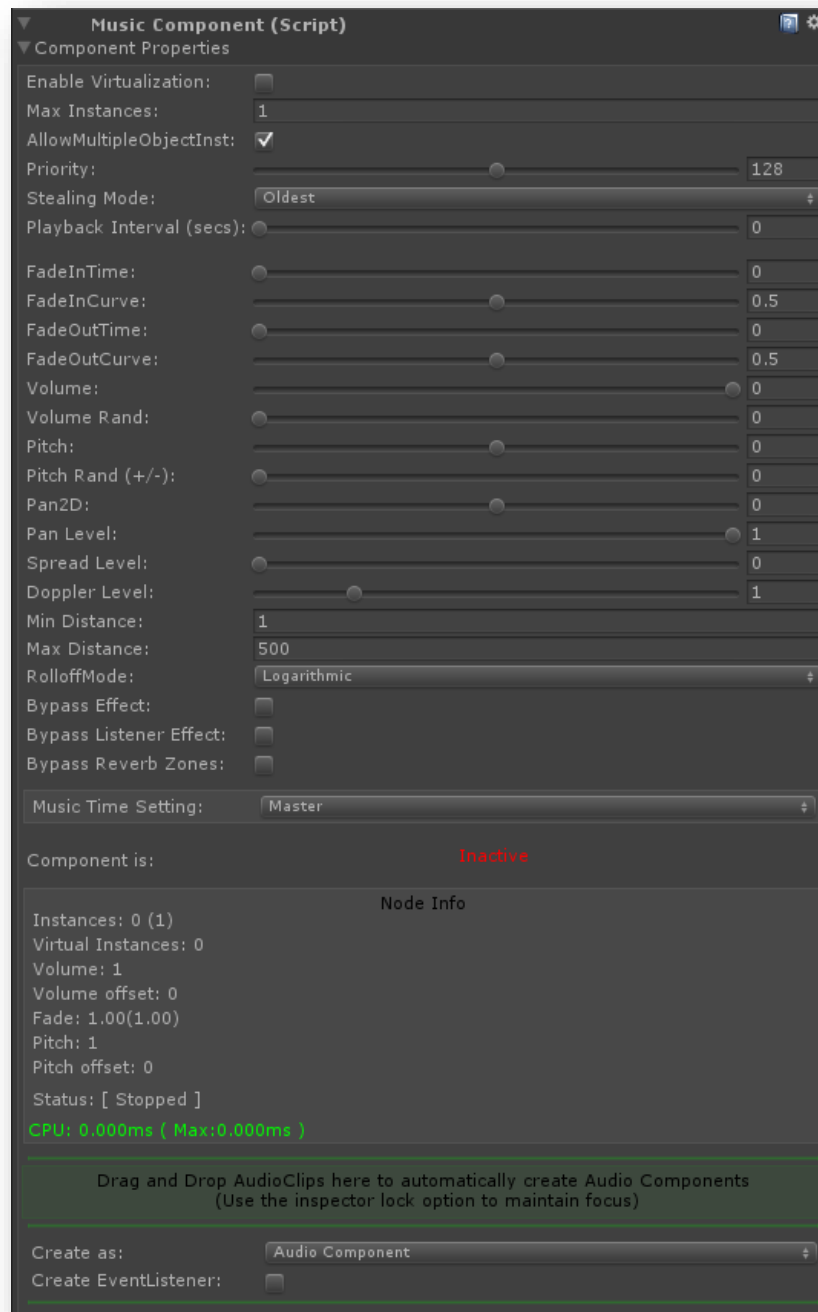 Music Component (Script)
Component Properties
Enable Virtualization:
Max Instances: 1
AllowMultipleObjectInst:
Priority: 128
Stealing Mode: Oldest
Playback Interval (secs): 0
FadeInTime: 0
FadeInCurve: 0.5
FadeOutTime: 0
FadeOutCurve: 0.5
Volume: 0
Volume Rand: 0
Pitch: 0
Pitch Rand (+/-): 0
Pan2D: 0
Pan Level: 1
Spread Level: 0
Doppler Level: 1
Min Distance: 1
Max Distance: 500
RolloffMode: Logarithmic
Bypass Effect:
Bypass Listener Effect:
Bypass Reverb Zones:
Music Time Setting: Master
Component is: Inactive
Node Info
Instances: 0 (1)
Virtual Instances: 0
Volume: 1
Volume offset: 0
Fade: 1.00(1.00)
Pitch: 1
Pitch offset: 0
Status: [ Stopped ]
CPU: 0.000ms ( Max:0.000ms )
Drag and Drop AudioClips here to automatically create Audio Components
(Use the inspector lock option to maintain focus)
Create as: Audio Component
Create EventListener: